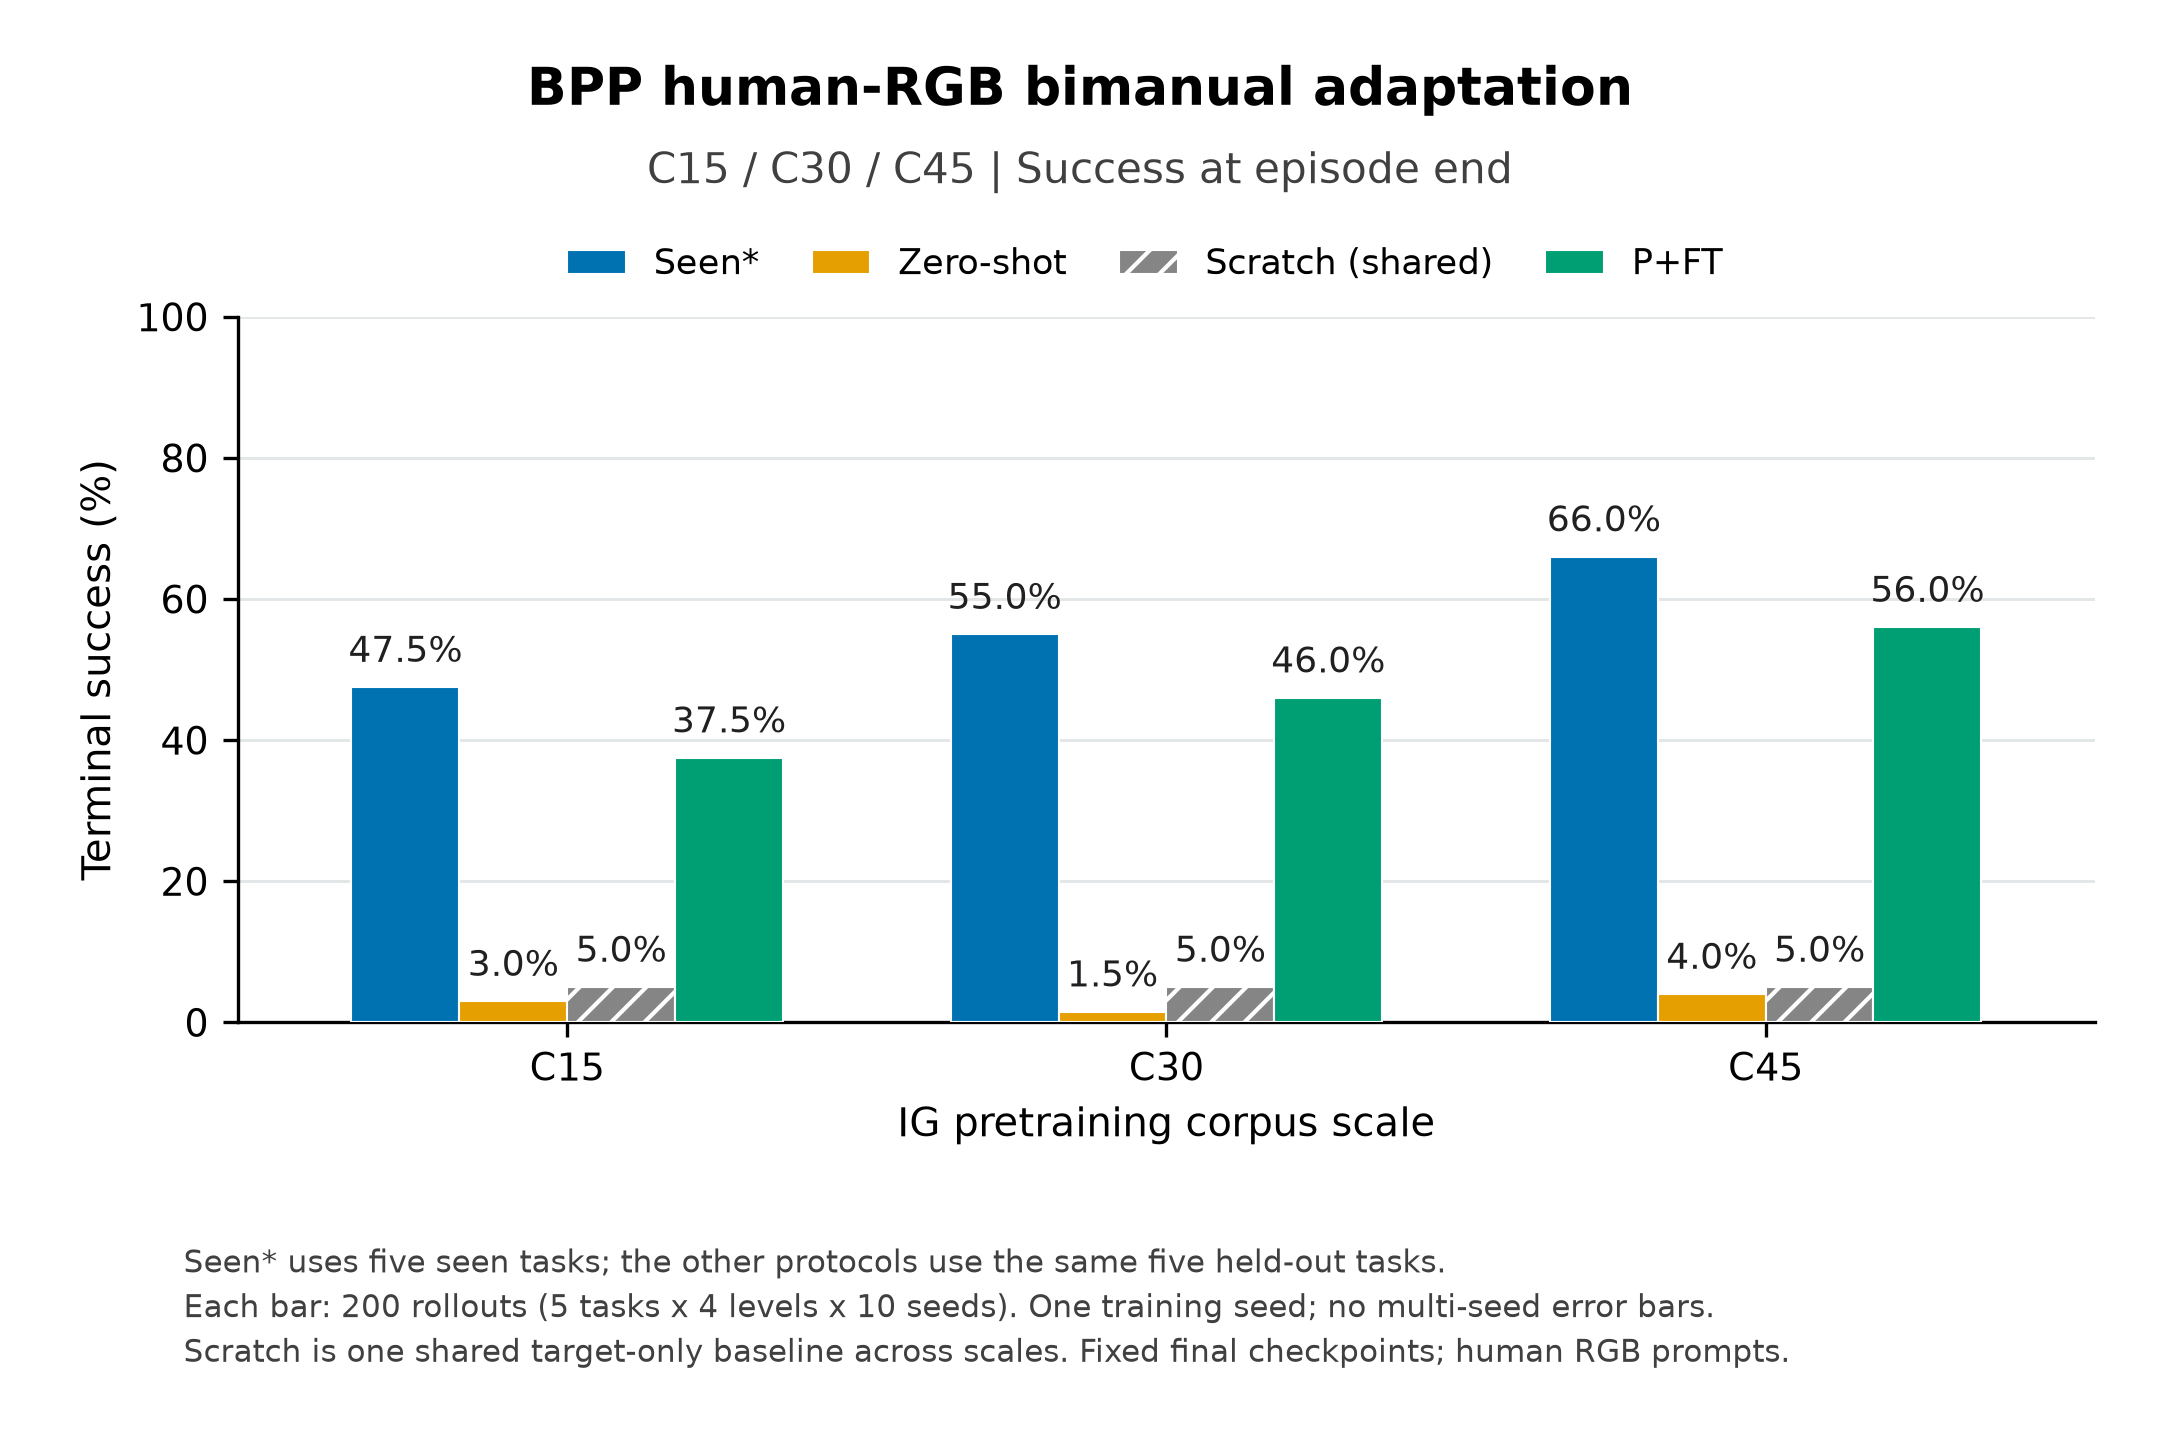 BPP human-RGB bimanual adaptation
C15 / C30 / C45 | Success at episode end
Seen* Zero-shot Scratch (shared) P+FT
Terminal success (%)
100
80
60
40
20
0
47.5%
3.0%
5.0%
37.5%
55.0%
1.5%
5.0%
46.0%
66.0%
4.0%
5.0%
56.0%
C15 C30 C45
IG pretraining corpus scale
Seen* uses five seen tasks; the other protocols use the same five held-out tasks.
Each bar: 200 rollouts (5 tasks x 4 levels x 10 seeds). One training seed; no multi-seed error bars.
Scratch is one shared target-only baseline across scales. Fixed final checkpoints; human RGB prompts.